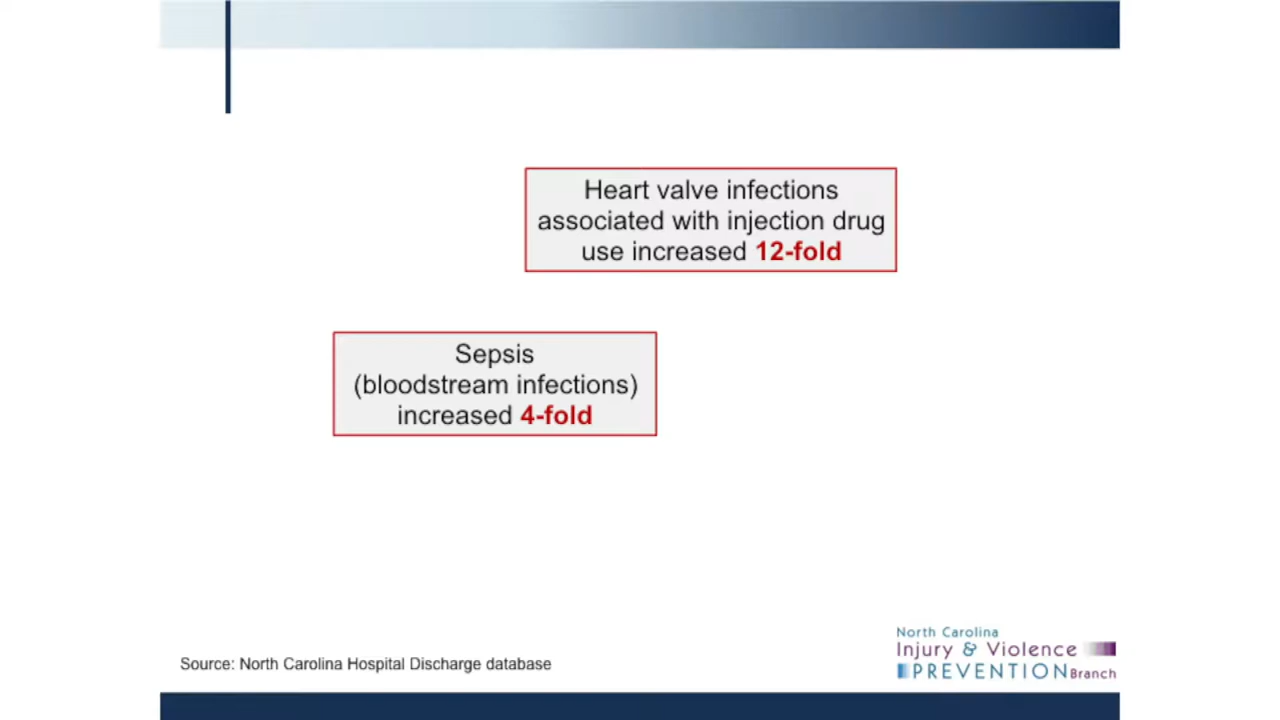 Heart valve infections
associated with injection drug
use increased 12-fold
Sepsis
(bloodstream infections)
increased 4-fold
Source: North Carolina Hospital Discharge database
North Carolina
Injury & Violence
PREVENTION Branch